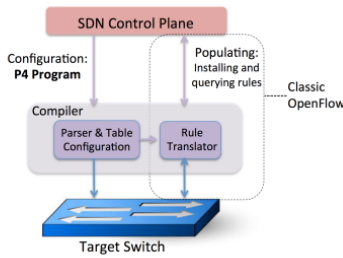 SDN Control Plane
Configuration:
P4 Program
Populating:
Installing and
querying rules
Classic
OpenFlow
Compiler
Parser & Table
Configuration
Rule
Translator
Target Switch